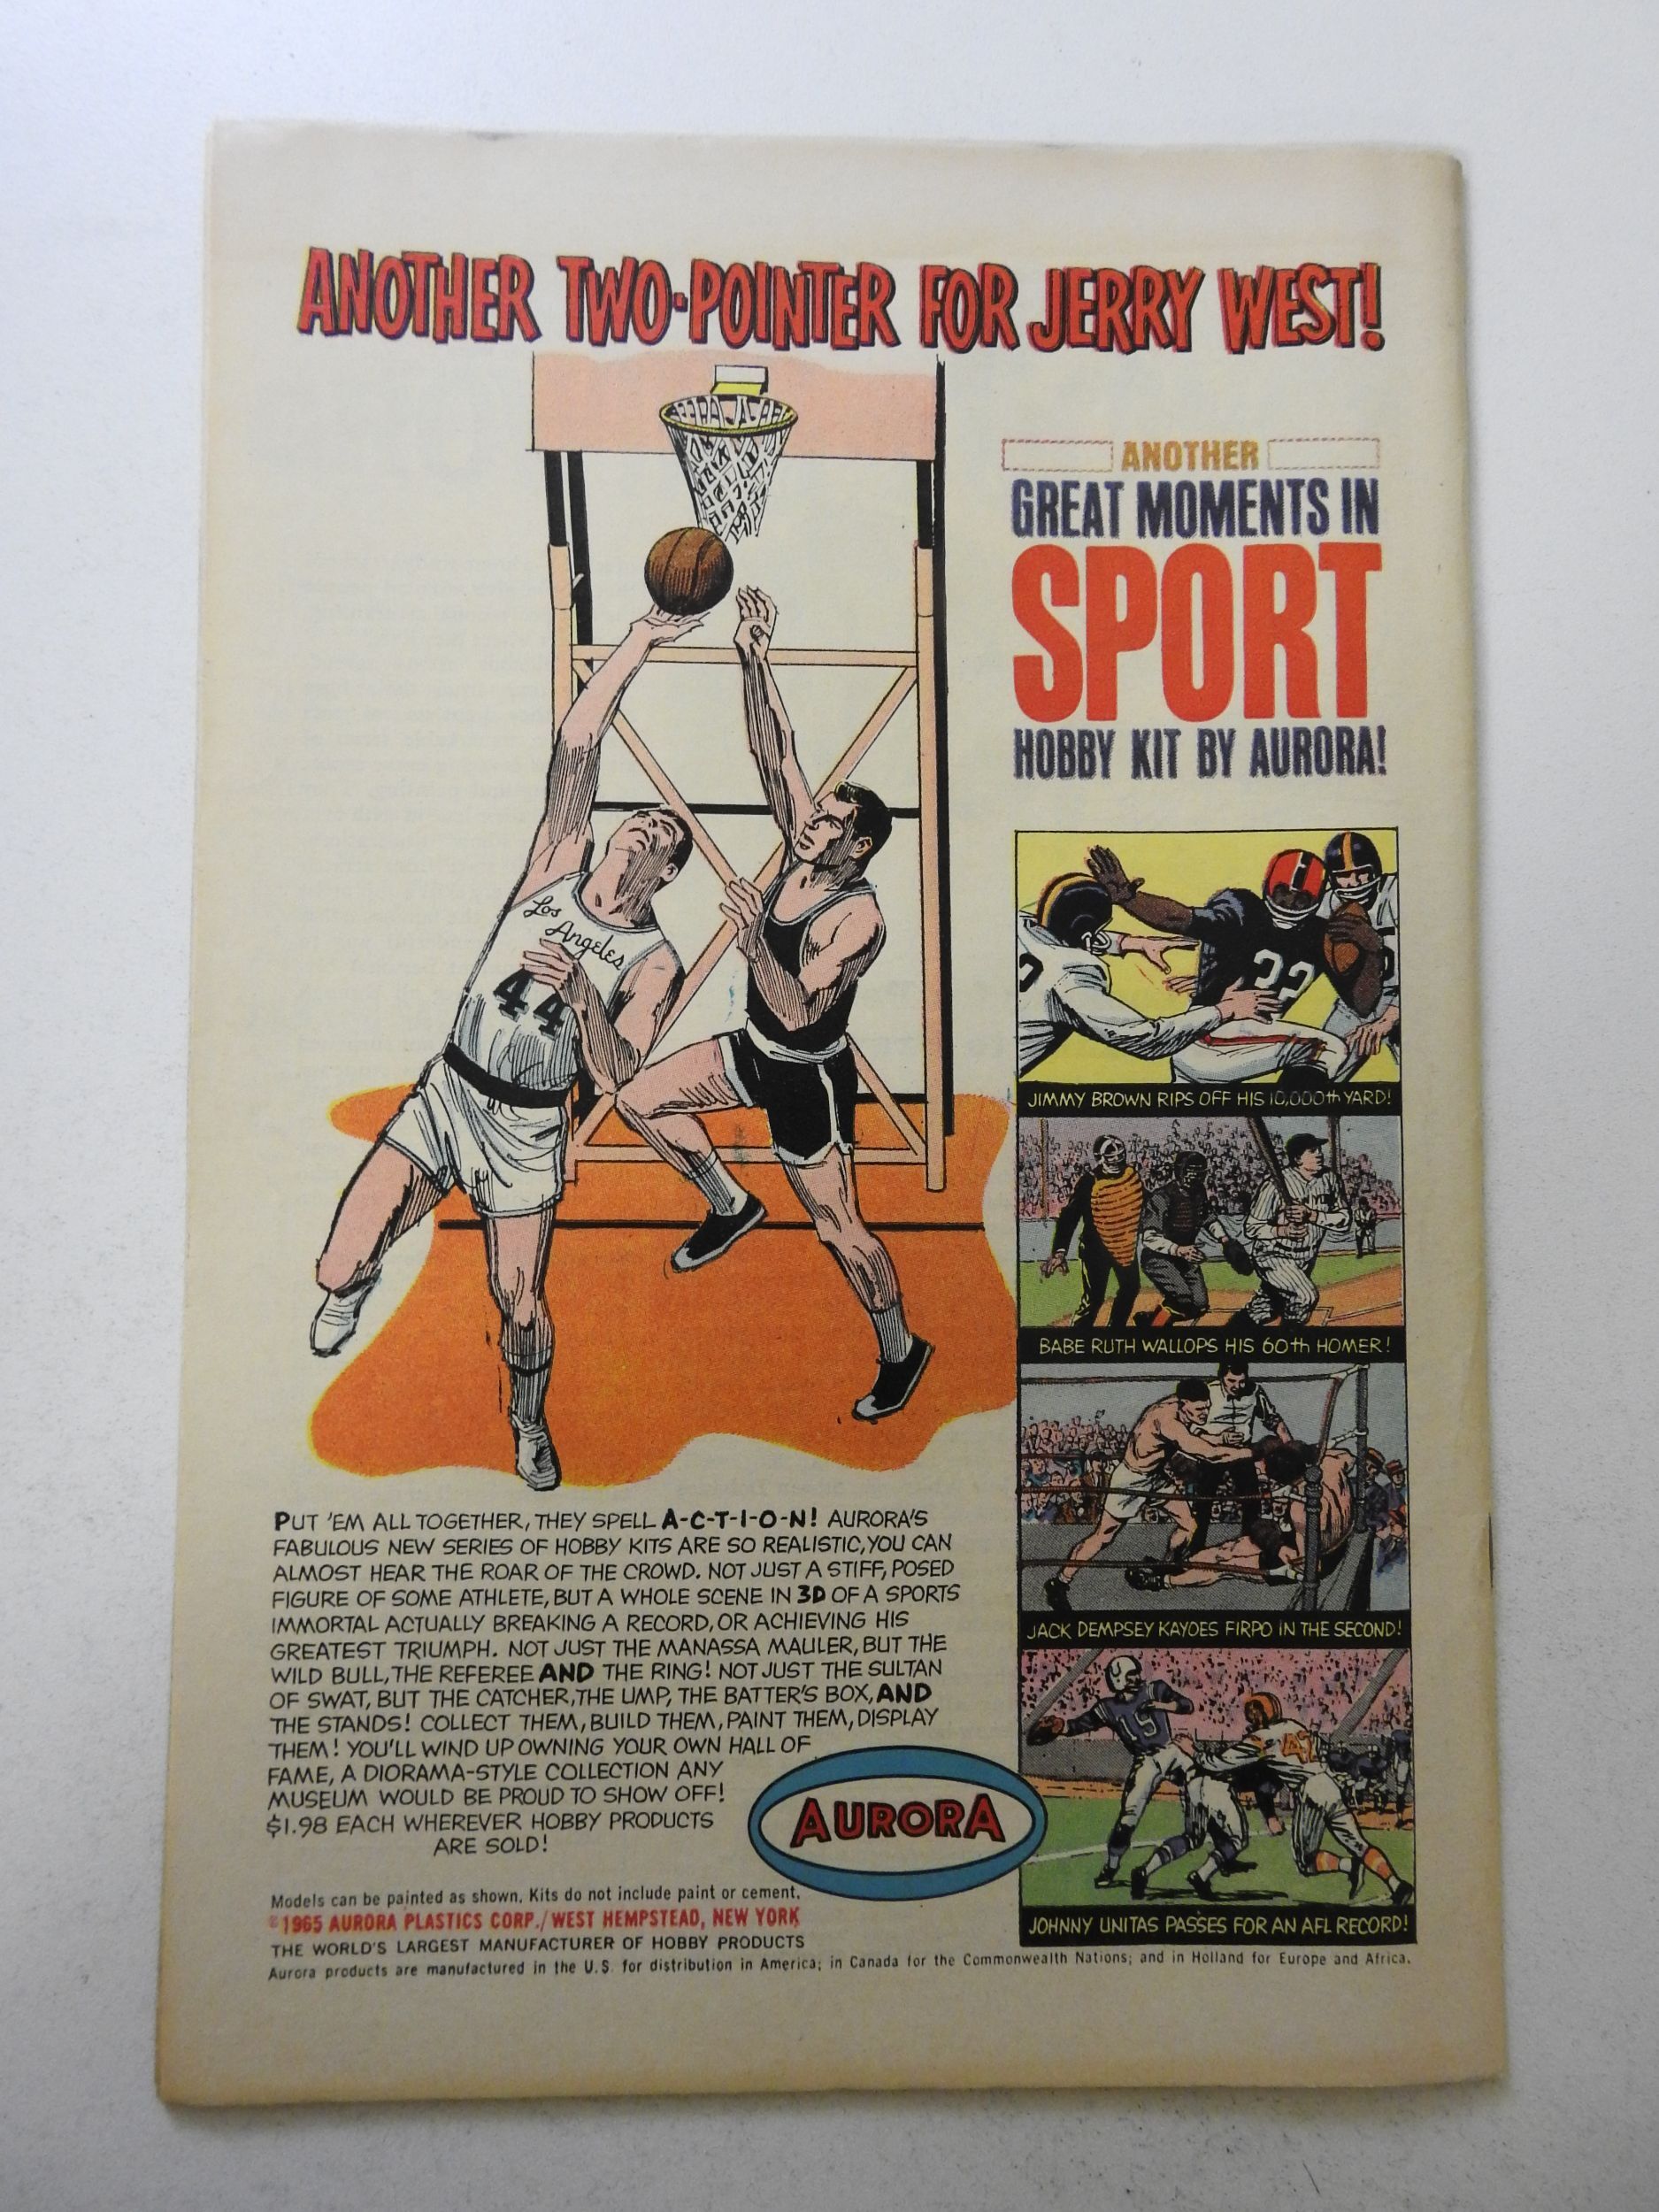 ANOTHER TWO-POINTER FOR JERRY WEST!
ANOTHER
GREAT MOMENTS IN
SPORT
HOBBY KIT BY AURORA!
Los
Angeles
44
32
JIMMY BROWN RIPS OFF HIS 10,000th YARD!
BABE RUTH WALLOPS HIS 60th HOMER!
JACK DEMPSEY KAYOES FIRPO IN THE SECOND!
19
JOHNNY UNITAS PASSES FOR AN AFL RECORD!
PUT 'EM ALL TOGETHER, THEY SPELL A-C-T-I-O-N! AURORA'S
FABULOUS NEW SERIES OF HOBBY KITS ARE SO REALISTIC, YOU CAN
ALMOST HEAR THE ROAR OF THE CROWD. NOT JUST A STIFF, POSED
FIGURE OF SOME ATHLETE, BUT A WHOLE SCENE IN 3D OF A SPORTS
IMMORTAL ACTUALLY BREAKING A RECORD, OR ACHIEVING HIS
GREATEST TRIUMPH. NOT JUST THE MANASSA MAULER, BUT THE
WILD BULL, THE REFEREE AND THE RING! NOT JUST THE SULTAN
OF SWAT, BUT THE CATCHER, THE UMP, THE BATTER'S BOX, AND
THE STANDS! COLLECT THEM, BUILD THEM, PAINT THEM, DISPLAY
THEM! YOU'LL WIND UP OWNING YOUR OWN HALL OF
FAME, A DIORAMA-STYLE COLLECTION ANY
MUSEUM WOULD BE PROUD TO SHOW OFF!
$1.98 EACH WHEREVER HOBBY PRODUCTS
ARE SOLD!
AURORA
Models can be painted as shown. Kits do not include paint or cement.
©1965 AURORA PLASTICS CORP./WEST HEMPSTEAD, NEW YORK
THE WORLD'S LARGEST MANUFACTURER OF HOBBY PRODUCTS
Aurora products are manufactured in the U.S. for distribution in America; in Canada for the Commonwealth Nations; and in Holland for Europe and Africa.